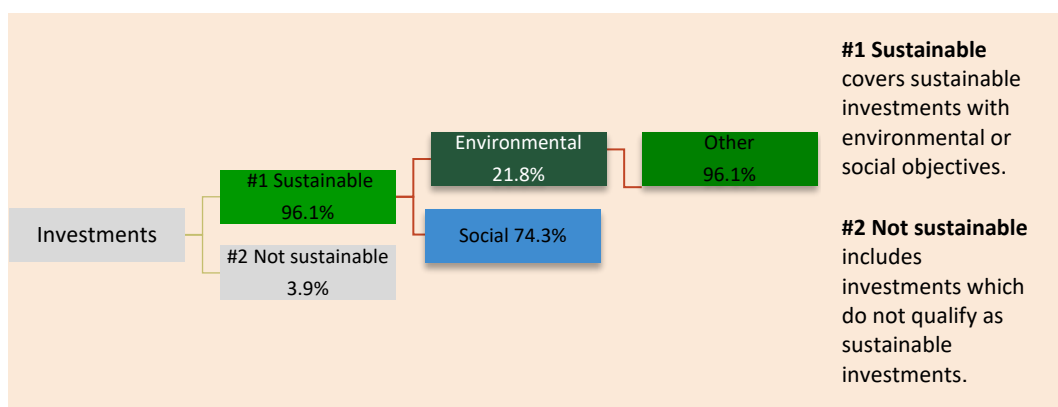 Investments
#1 Sustainable
96.1%
#2 Not sustainable
3.9%
Environmental
21.8%
Social 74.3%
Other
96.1%
#1 Sustainable
covers sustainable
investments with
environmental or
social objectives.
#2 Not sustainable
includes
investments which
do not qualify as
sustainable
investments.